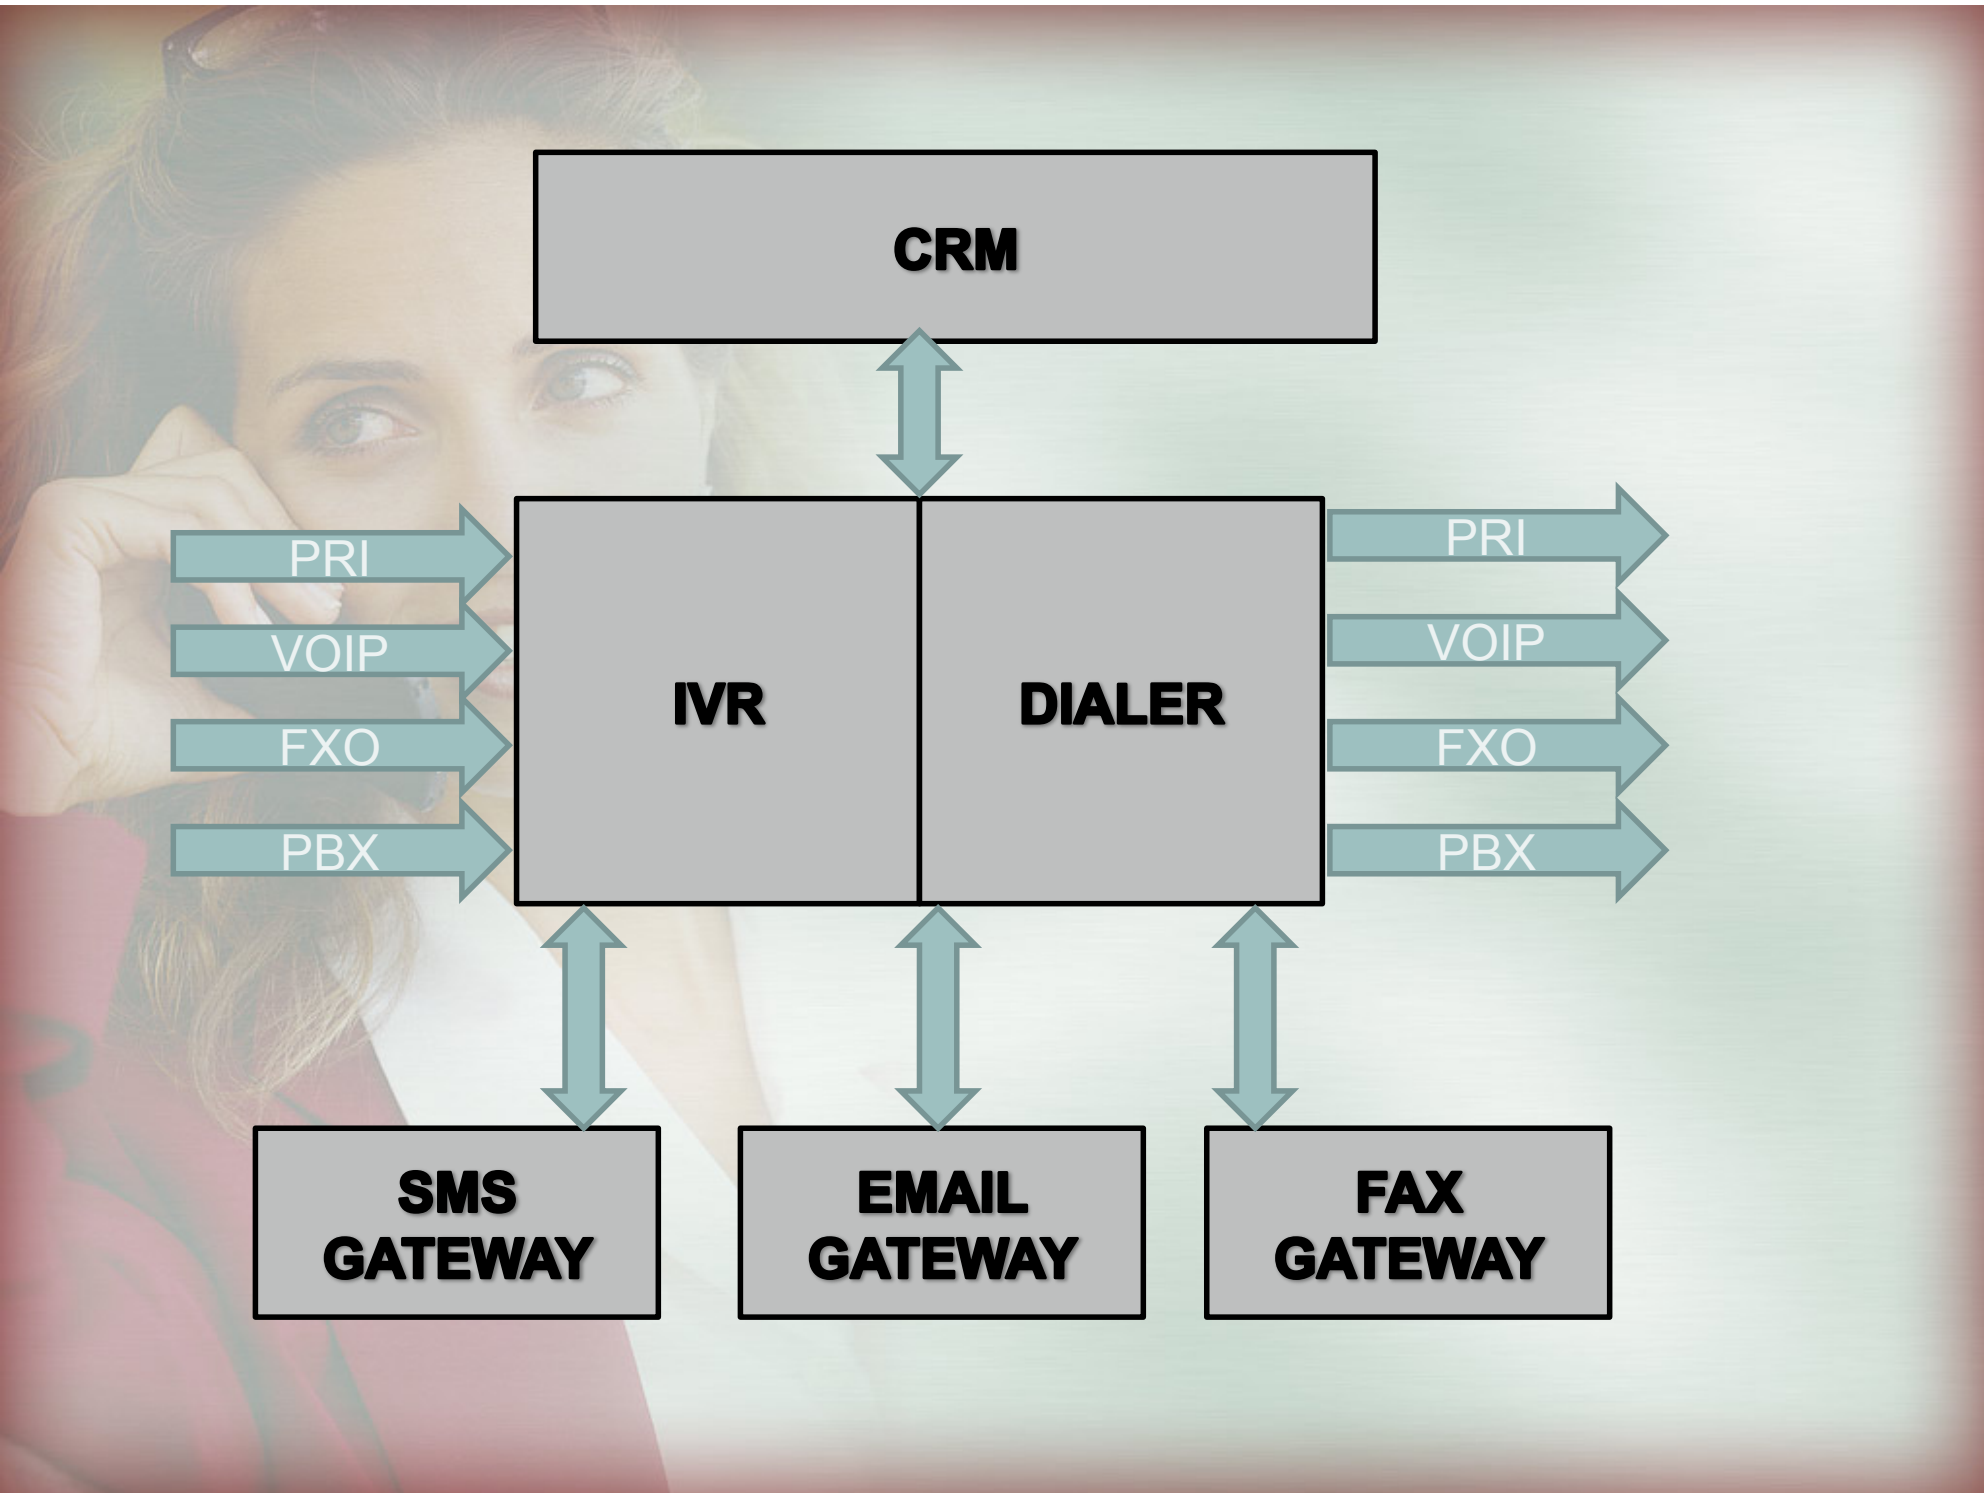 CRM
PRI
VOIP
FXO
PBX
IVR
DIALER
PRI
VOIP
FXO
PBX
SMS
GATEWAY
EMAIL
GATEWAY
FAX
GATEWAY